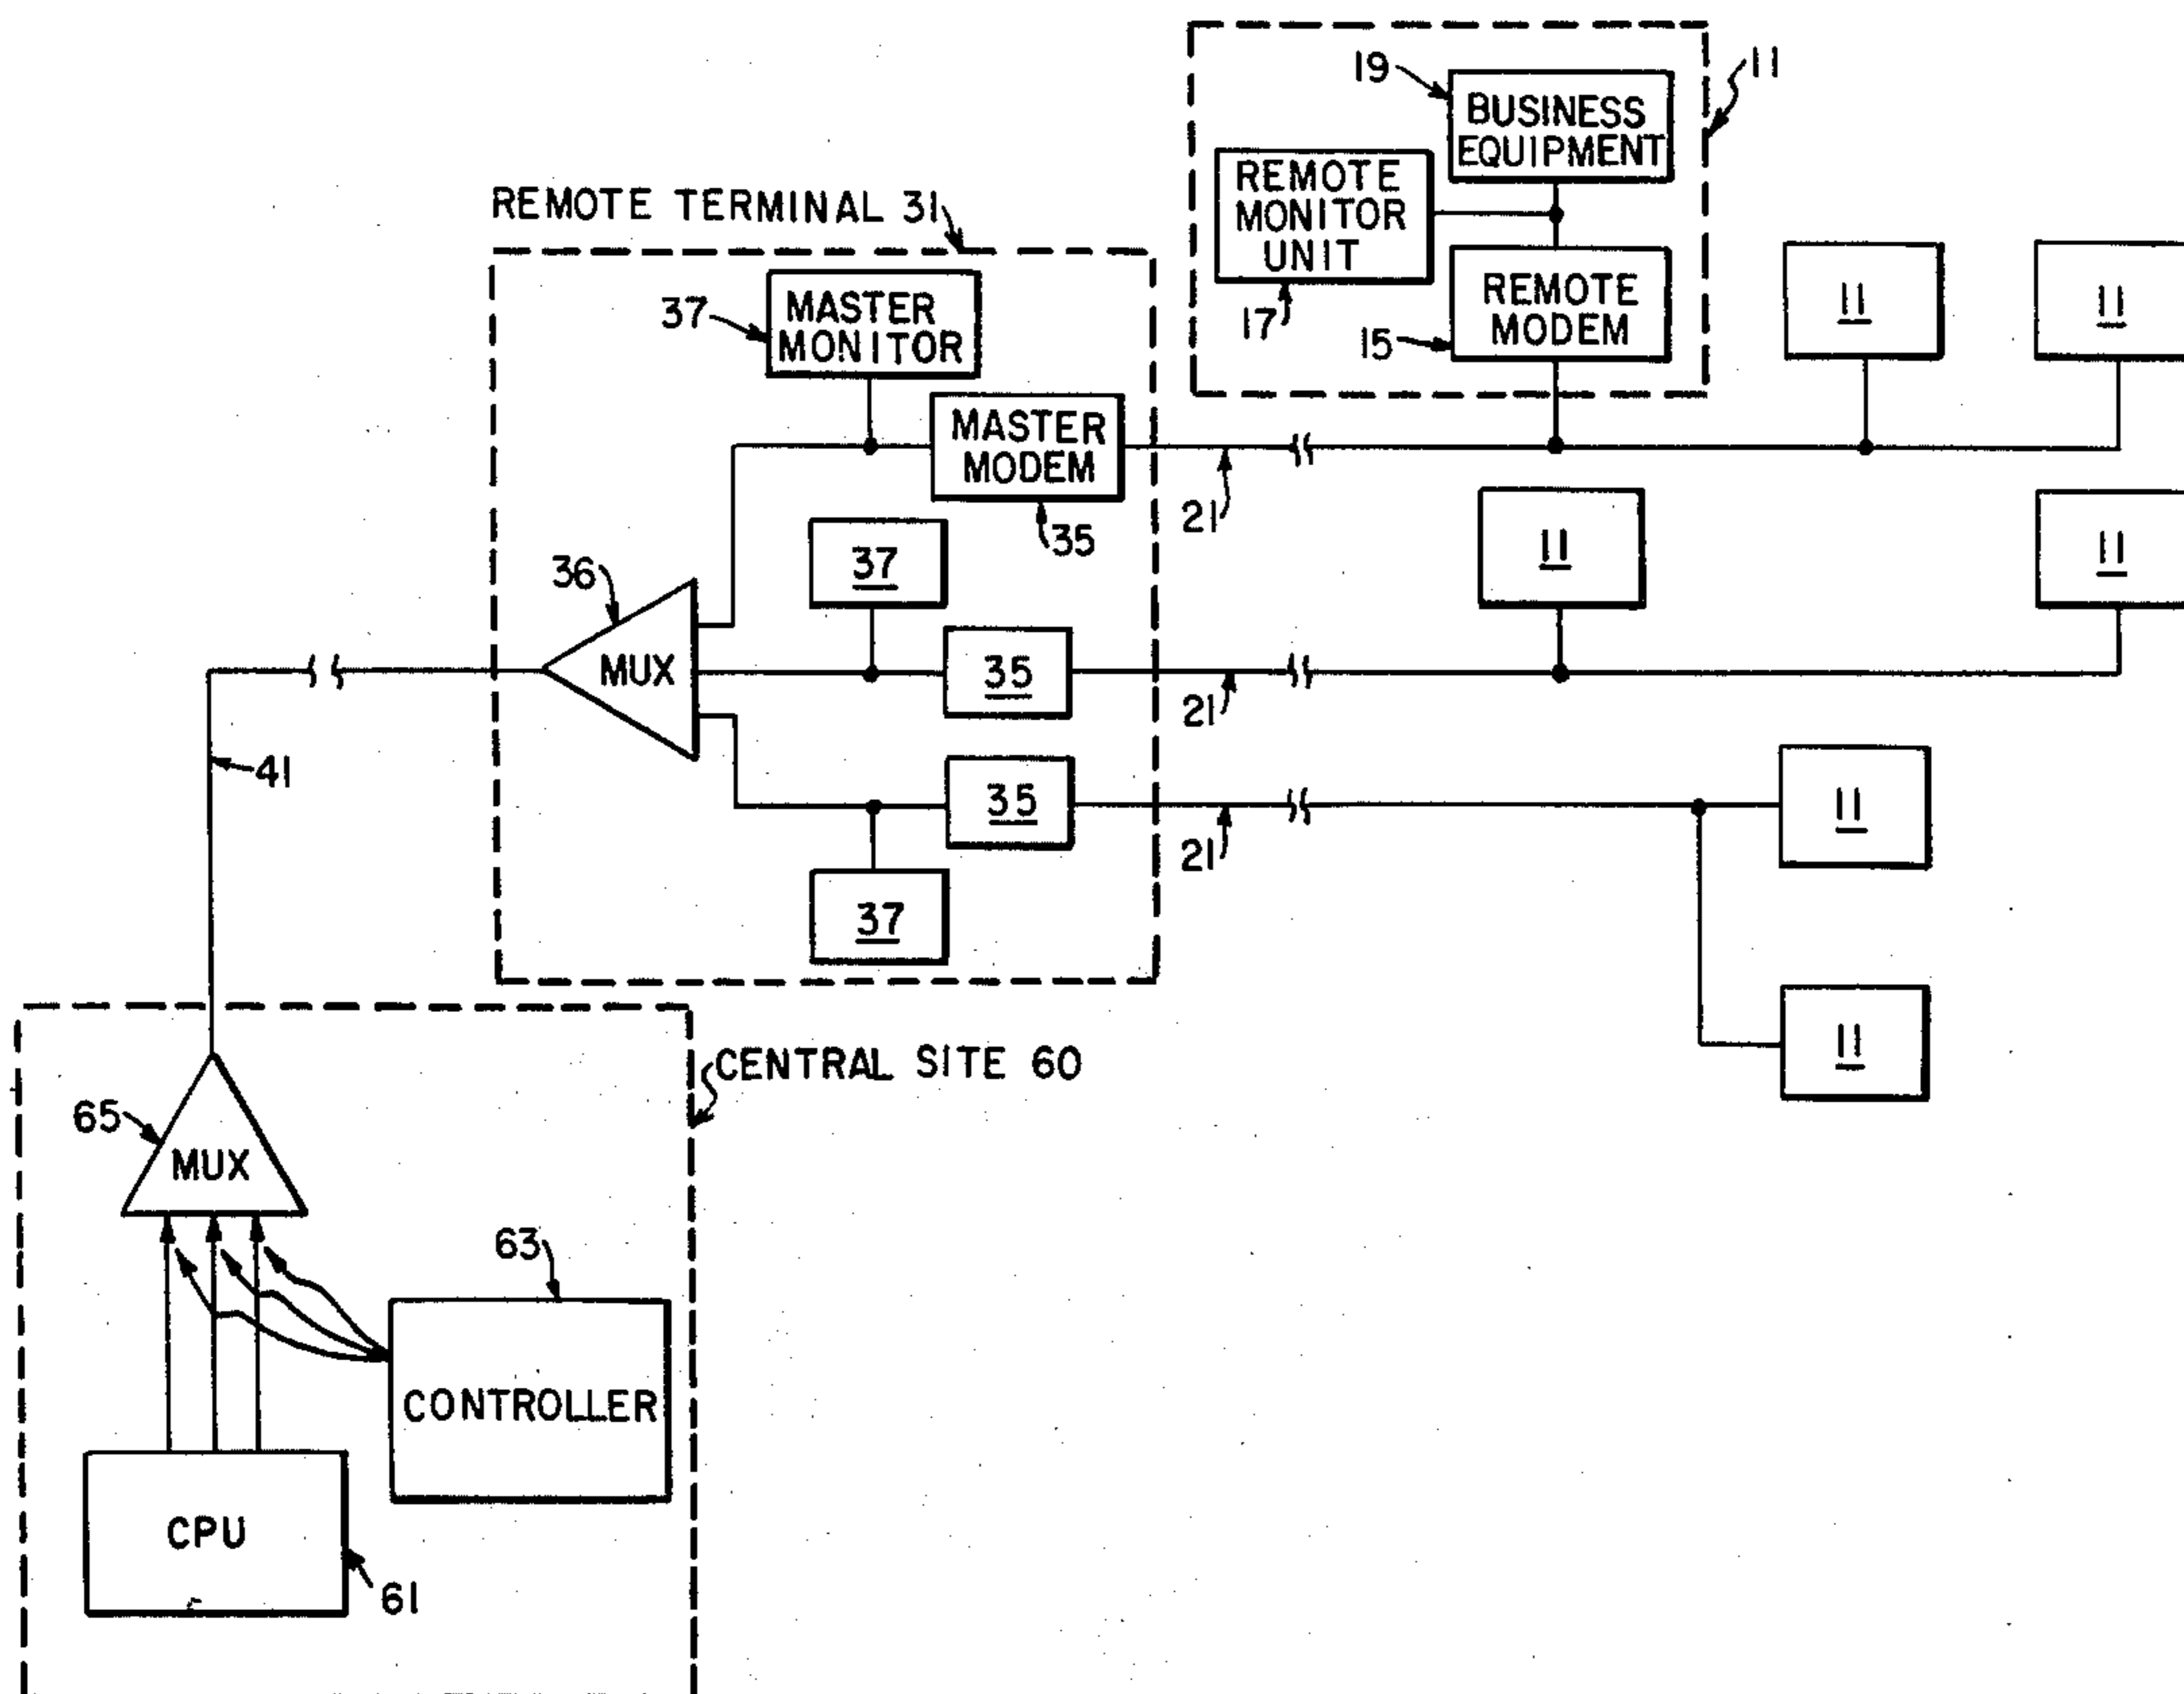 19
11
BUSINESS
EQUIPMENT
REMOTE
MONITOR
UNIT
REMOTE TERMINAL 31
17
15
REMOTE
MODEM
11
11
37
MASTER
MONITOR
MASTER
MODEM
21
35
11
11
36
37
MUX
35
21
41
35
21
11
37
11
CENTRAL SITE 60
65
MUX
63
CONTROLLER
CPU
61